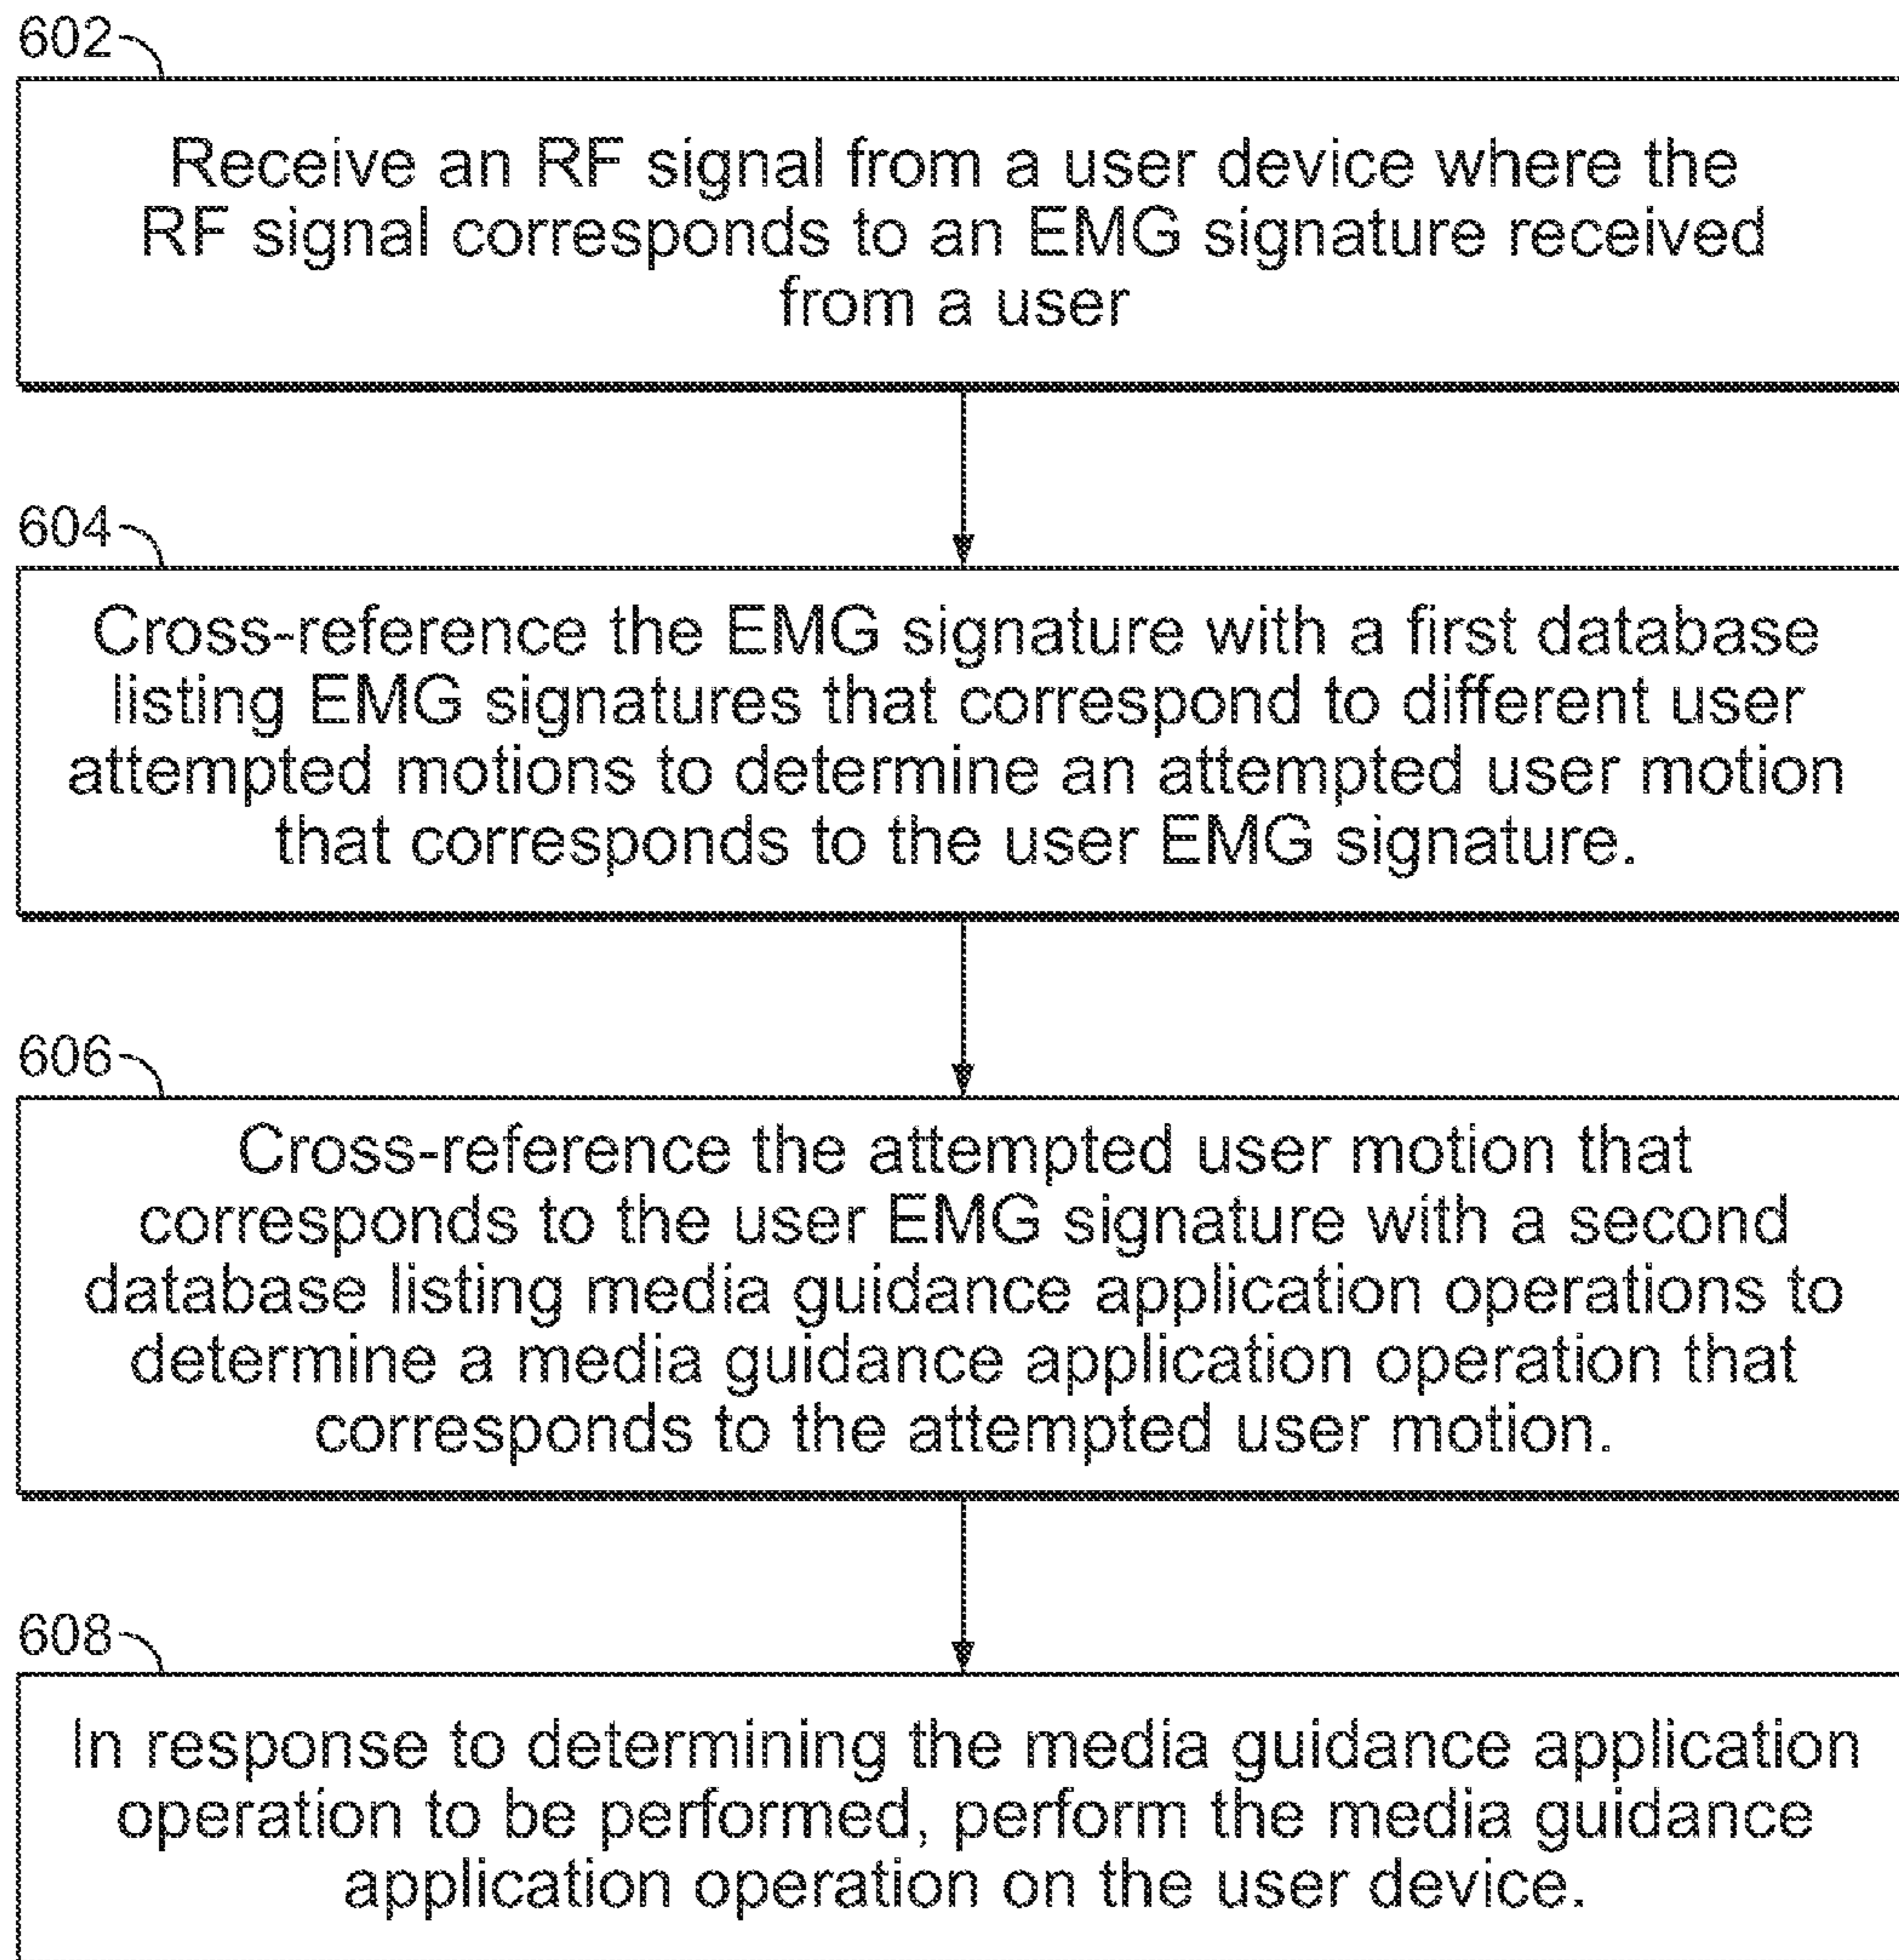 602
Receive an RF signal from a user device where the
RF signal corresponds to an EMG signature received
from a user
604
Cross-reference the EMG signature with a first database
listing EMG signatures that correspond to different user
attempted motions to determine an attempted user motion
that corresponds to the user EMG signature.
606
Cross-reference the attempted user motion that
corresponds to the user EMG signature with a second
database listing media guidance application operations to
determine a media guidance application operation that
corresponds to the attempted user motion.
608
In response to determining the media guidance application
operation to be performed, perform the media guidance
application operation on the user device.